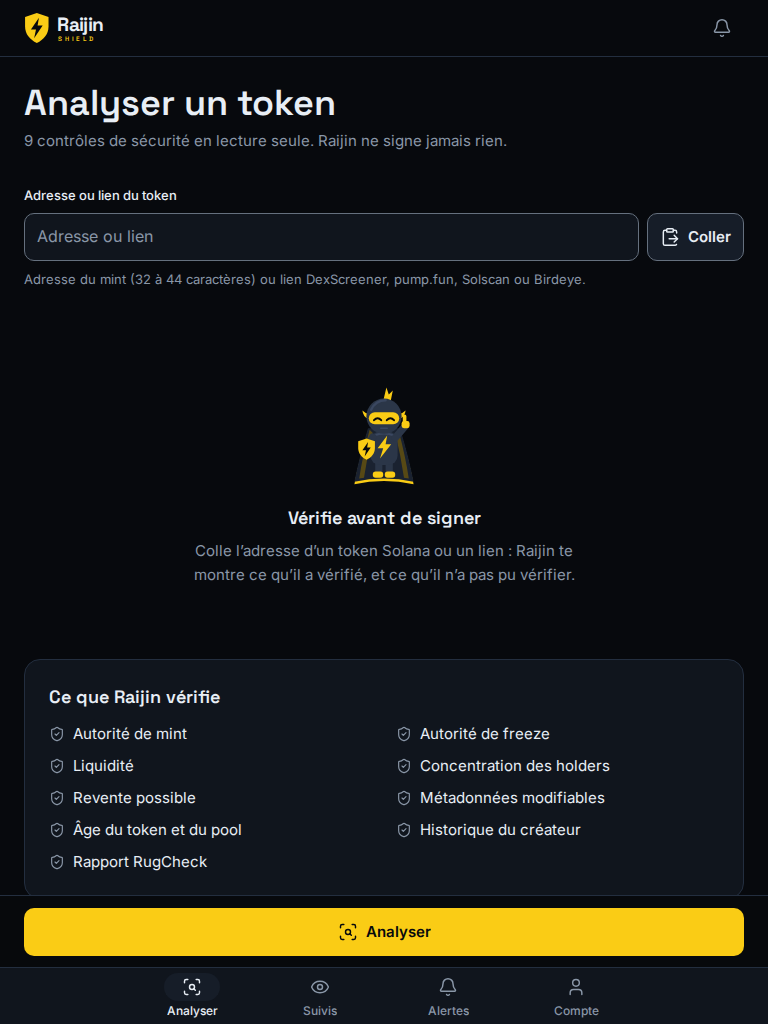 Raijin
SHIELD
Analyser un token
9 contrôles de sécurité en lecture seule. Raijin ne signe jamais rien.
Adresse ou lien du token
Adresse ou lien
Coller
Adresse du mint (32 à 44 caractères) ou lien DexScreener, pump.fun, Solscan ou Birdeye.
Vérifie avant de signer
Colle l’adresse d’un token Solana ou un lien : Raijin te
montre ce qu’il a vérifié, et ce qu’il n’a pas pu vérifier.
Ce que Raijin vérifie
Autorité de mint
Autorité de freeze
Liquidité
Concentration des holders
Revente possible
Métadonnées modifiables
Âge du token et du pool
Historique du créateur
Rapport RugCheck
Analyser
Analyser
Suivis
Alertes
Compte